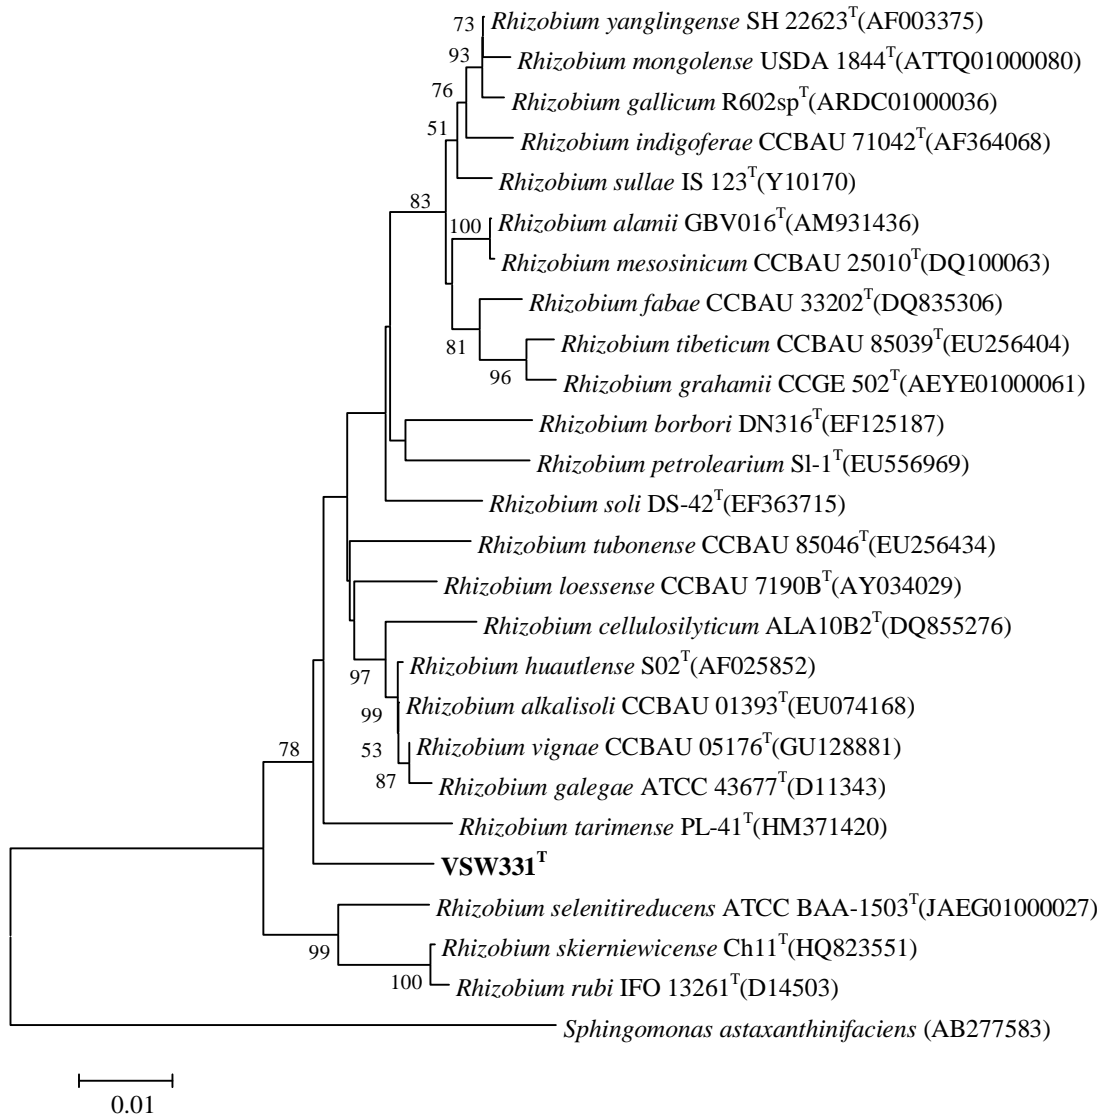 73 Rhizobium yanglingense SH 22623T(AF003375)
93 Rhizobium mongolense USDA 1844T(ATTQ01000080)
76 Rhizobium gallicum R602spT(ARDC01000036)
51 Rhizobium indigoferae CCBAU 71042T(AF364068)
Rhizobium sullae IS 123T(Y10170)
83
100 Rhizobium alamii GBV016T(AM931436)
Rhizobium mesosinicum CCBAU 25010T(DQ100063)
Rhizobium fabae CCBAU 33202T(DQ835306)
81 Rhizobium tibeticum CCBAU 85039T(EU256404)
96 Rhizobium grahamii CCGE 502T(AEYE01000061)
Rhizobium borbori DN316T(EF125187)
Rhizobium petrolearium Sl-1T(EU556969)
Rhizobium soli DS-42T(EF363715)
Rhizobium tubonense CCBAU 85046T(EU256434)
Rhizobium loessense CCBAU 7190BT(AY034029)
Rhizobium cellulosilyticum ALA10B2T(DQ855276)
97 Rhizobium huautlense S02T(AF025852)
99 Rhizobium alkalisoli CCBAU 01393T(EU074168)
53 Rhizobium vignae CCBAU 05176T(GU128881)
87 Rhizobium galegae ATCC 43677T(D11343)
78
Rhizobium tarimense PL-41T(HM371420)
VSW331T
Rhizobium selenitireducens ATCC BAA-1503T(JAEG01000027)
99 Rhizobium skierniewicense Ch11T(HQ823551)
100 Rhizobium rubi IFO 13261T(D14503)
Sphingomonas astaxanthinifaciens (AB277583)
0.01